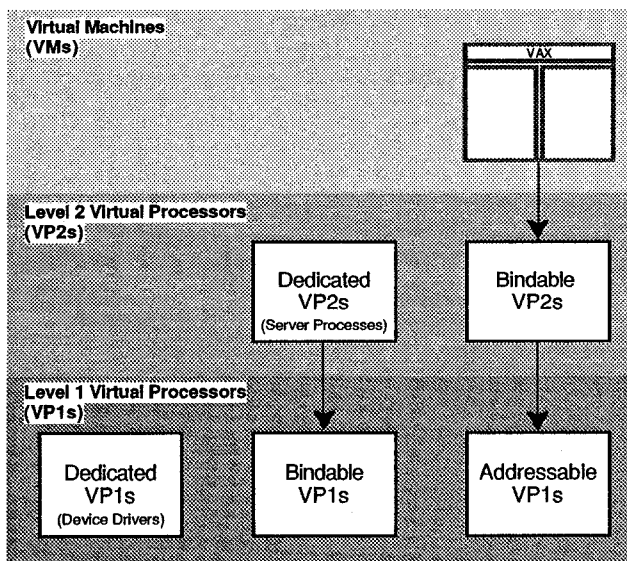 Virtual Machines
(VMs)
VAX
Level 2 Virtual Processors
(VP2s)
Dedicated
VP2s
(Server Processes)
Bindable
VP2s
Level 1 Virtual Processors
(VP1s)
Dedicated
VP1s
(Device Drivers)
Bindable
VP1s
Addressable
VP1s